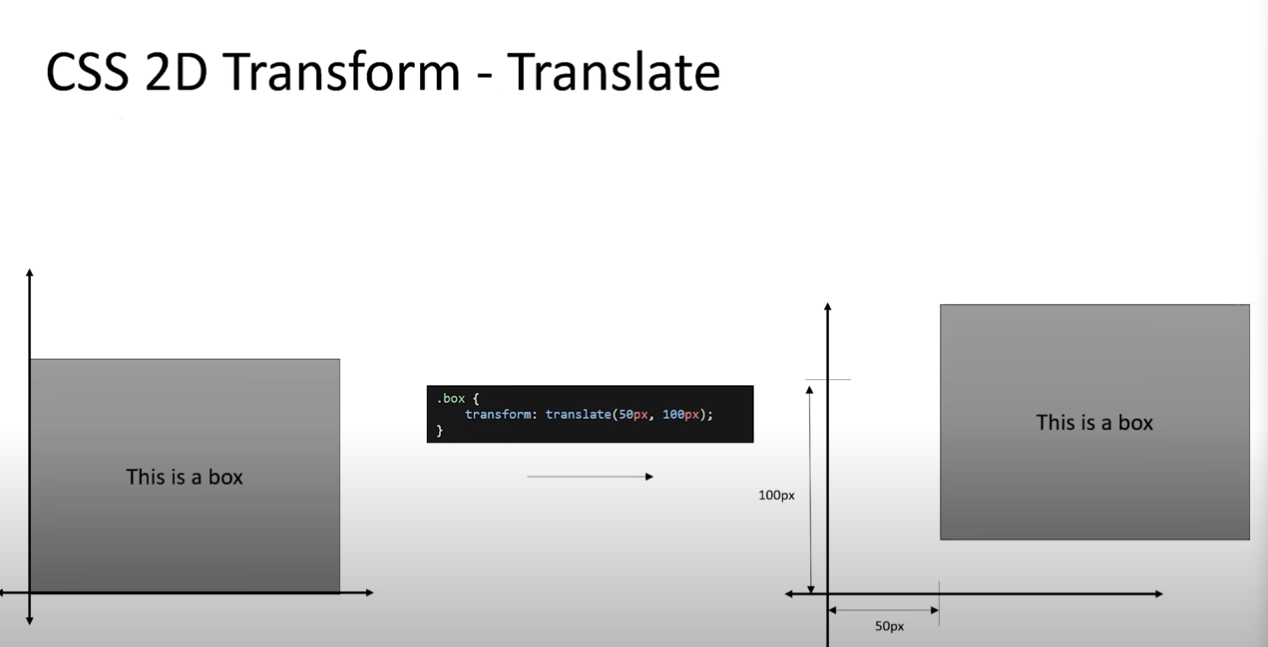 CSS 2D Transform - Translate
This is a box
.box {
transform: translate(50px, 100px);
}
100px
50px
This is a box